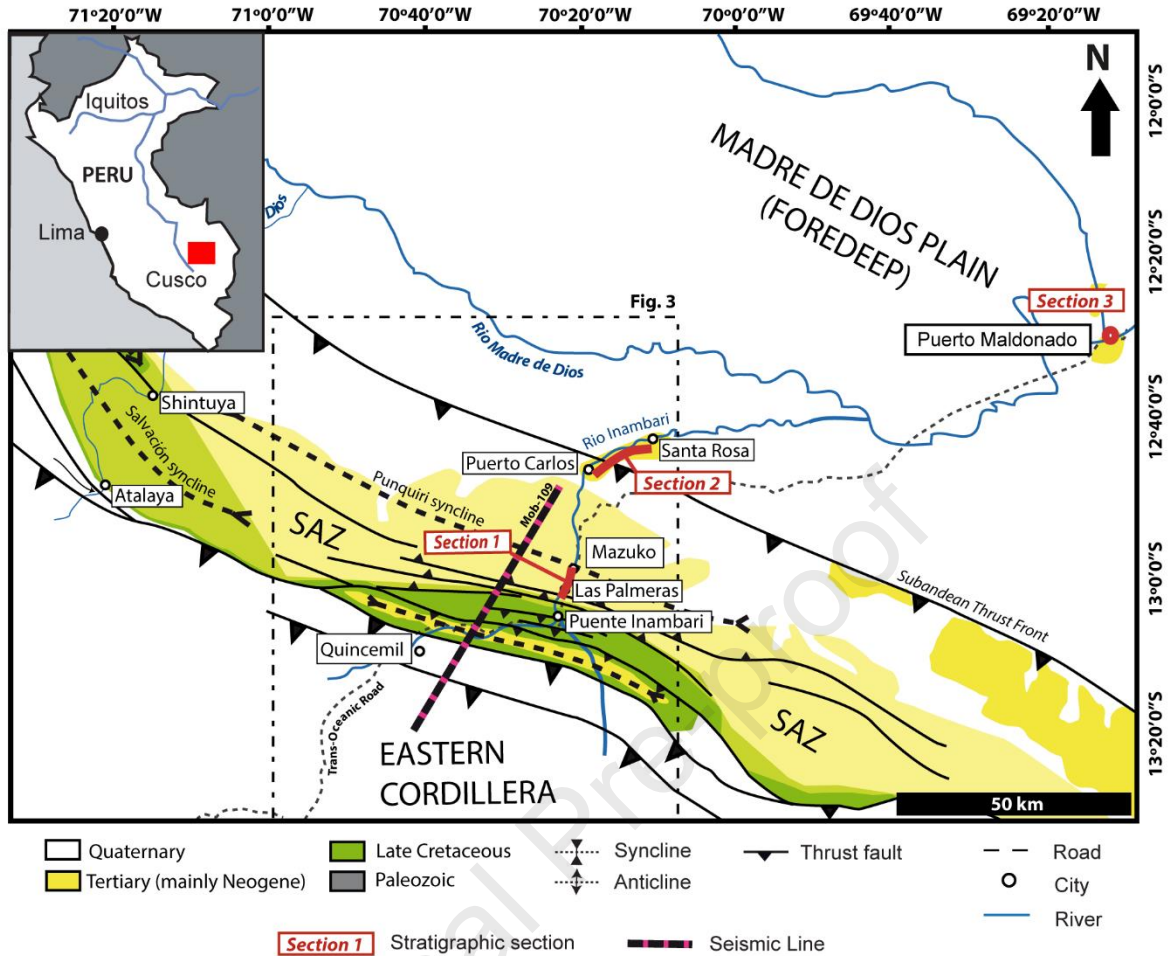 71°20'0"W
71°00'0"W
70°40'0"W
70°20'0"W
70°00'0"W
69°40'0"W
69°20'0"W
12°0'0"S
12°20'0"S
12°40'0"S
13°00'0"S
13°20'0"S
N
Iquitos
PERU
Lima
Cusco
Dios
MADRE DE DIOS PLAIN
(FOREDEEP)
Fig. 3
Section 3
Puerto Maldonado
Rio Madre de Dios
Shintuya
Salvación syncline
Atalaya
Punquiri syncline
Rio Inambari
Santa Rosa
Puerto Carlos
Section 2
Mob-109
SAZ
Section 1
Mazuko
Las Palmeras
Puente Inambari
Subandean Thrust Front
Quincemil
Trans-Oceanic Road
SAZ
EASTERN
CORDILLERA
50 km
Quaternary
Late Cretaceous
Syncline
Thrust fault
Road
Tertiary (mainly Neogene)
Paleozoic
Anticline
City
River
Section 1
Stratigraphic section
Seismic Line